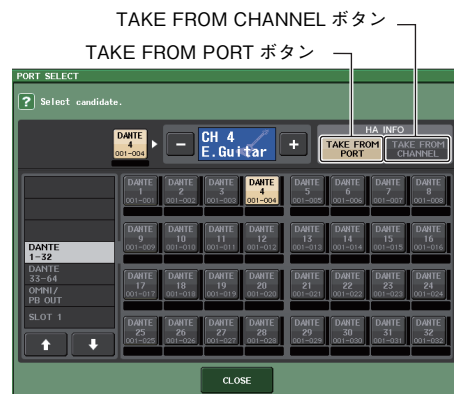 TAKE FROM CHANNEL ボタン
TAKE FROM PORT ボタン
PORT SELECT
? Select candidate.
HA INFO
DANTE 4 001-004
CH 4
E.Guitar
TAKE FROM PORT
TAKE FROM CHANNEL
DANTE 1 001-001
DANTE 2 001-002
DANTE 3 001-003
DANTE 4 001-004
DANTE 5 001-005
DANTE 6 001-006
DANTE 7 001-007
DANTE 8 001-008
DANTE 9 001-009
DANTE 10 001-010
DANTE 11 001-011
DANTE 12 001-012
DANTE 13 001-013
DANTE 14 001-014
DANTE 15 001-015
DANTE 16 001-016
DANTE 17 001-017
DANTE 18 001-018
DANTE 19 001-019
DANTE 20 001-020
DANTE 21 001-021
DANTE 22 001-022
DANTE 23 001-023
DANTE 24 001-024
DANTE 25 001-025
DANTE 26 001-026
DANTE 27 001-027
DANTE 28 001-028
DANTE 29 001-029
DANTE 30 001-030
DANTE 31 001-031
DANTE 32 001-032
DANTE 1-32
DANTE 33-64
OMNI/ PB OUT
SLOT 1
CLOSE